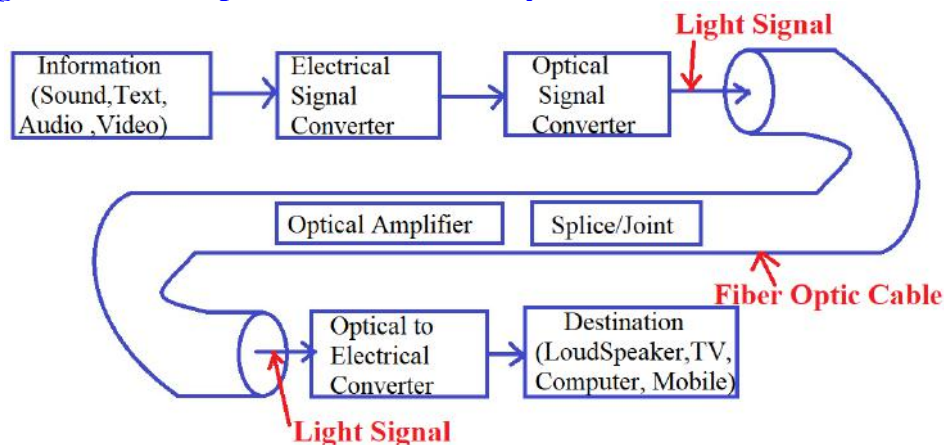 Light Signal
Information
(Sound,Text,
Audio ,Video)
Electrical
Signal
Converter
Optical
Signal
Converter
Optical Amplifier
Splice/Joint
Fiber Optic Cable
Optical to
Electrical
Converter
Destination
(LoudSpeaker,TV,
Computer, Mobile)
Light Signal